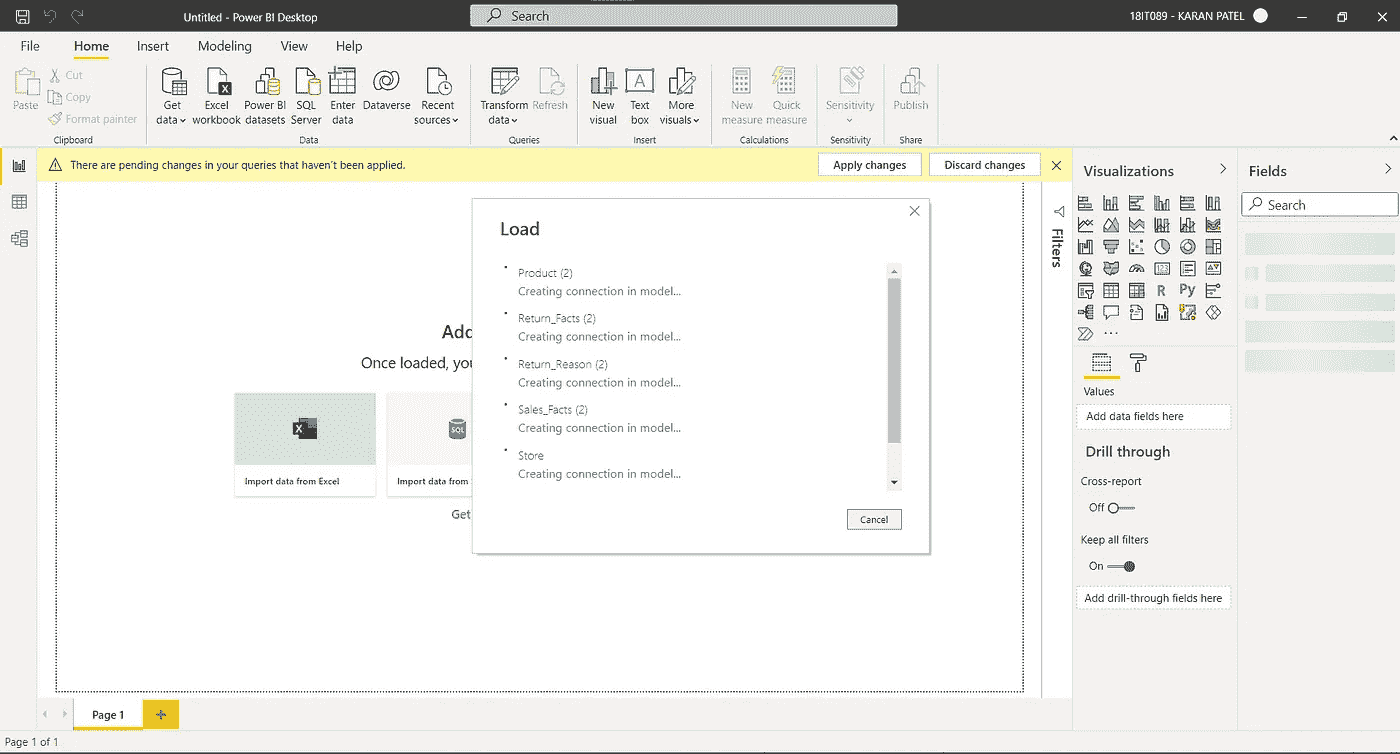 Untitled - Power BI Desktop
Search
18IT089 - KARAN PATEL
File Home Insert Modeling View Help
Paste
Cut
Copy
Format painter
Clipboard
Get data
Excel workbook
Power BI datasets
SQL Server
Enter data
Dataverse
Recent sources
Data
Transform data
Refresh
Queries
New visual
Text box
More visuals
Insert
New measure
Quick measure
Calculations
Sensitivity
Sensitivity
Publish
Share
There are pending changes in your queries that haven't been applied.
Apply changes
Discard changes
Load
Product (2)
Creating connection in model...
Return_Facts (2)
Creating connection in model...
Return_Reason (2)
Creating connection in model...
Sales_Facts (2)
Creating connection in model...
Store
Creating connection in model...
Cancel
Add
Once loaded, you
X
SQL
Import data from Excel
Import data from
Get
Filters
Visualizations
123
R
Py
...
Values
Add data fields here
Drill through
Cross-report
Off
Keep all filters
On
Add drill-through fields here
Fields
Search
Page 1
Page 1 of 1